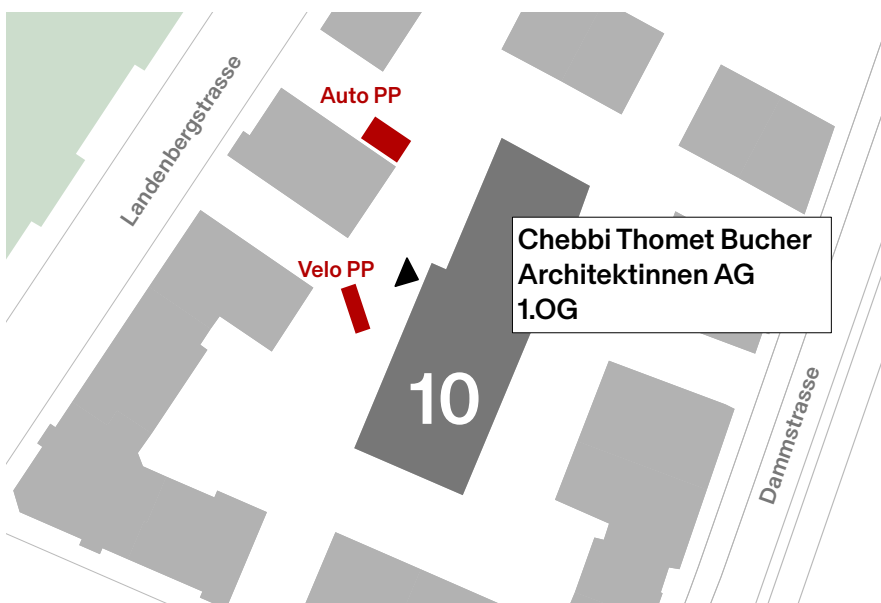 Landenbergstrasse
Auto PP
Velo PP
Chebbi Thomet Bucher
Architektinnen AG
1.OG
10
Dammstrasse